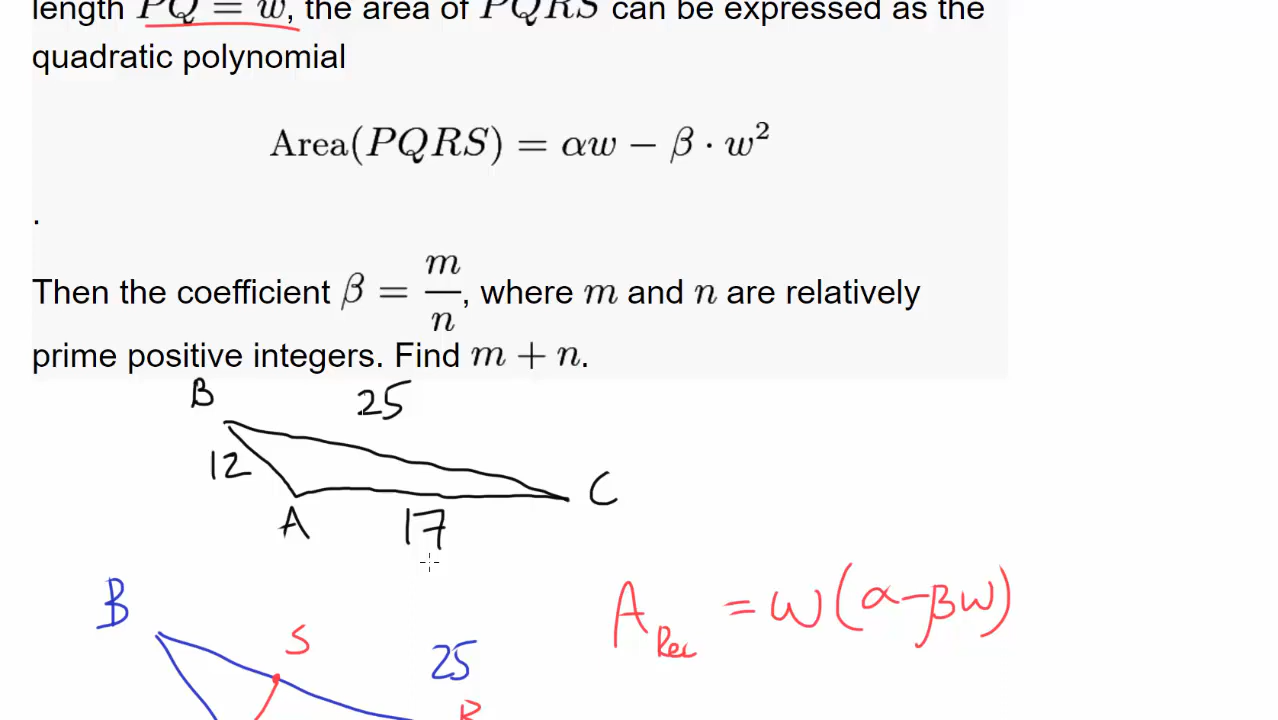 length PQ = w, the area of PQRS can be expressed as the
quadratic polynomial
Area(PQRS) = αw − β · w²
.
Then the coefficient β = m/n, where m and n are relatively
prime positive integers. Find m + n.
B
25
12
C
A
17
B
S
25
A Rec = w(α-βw)